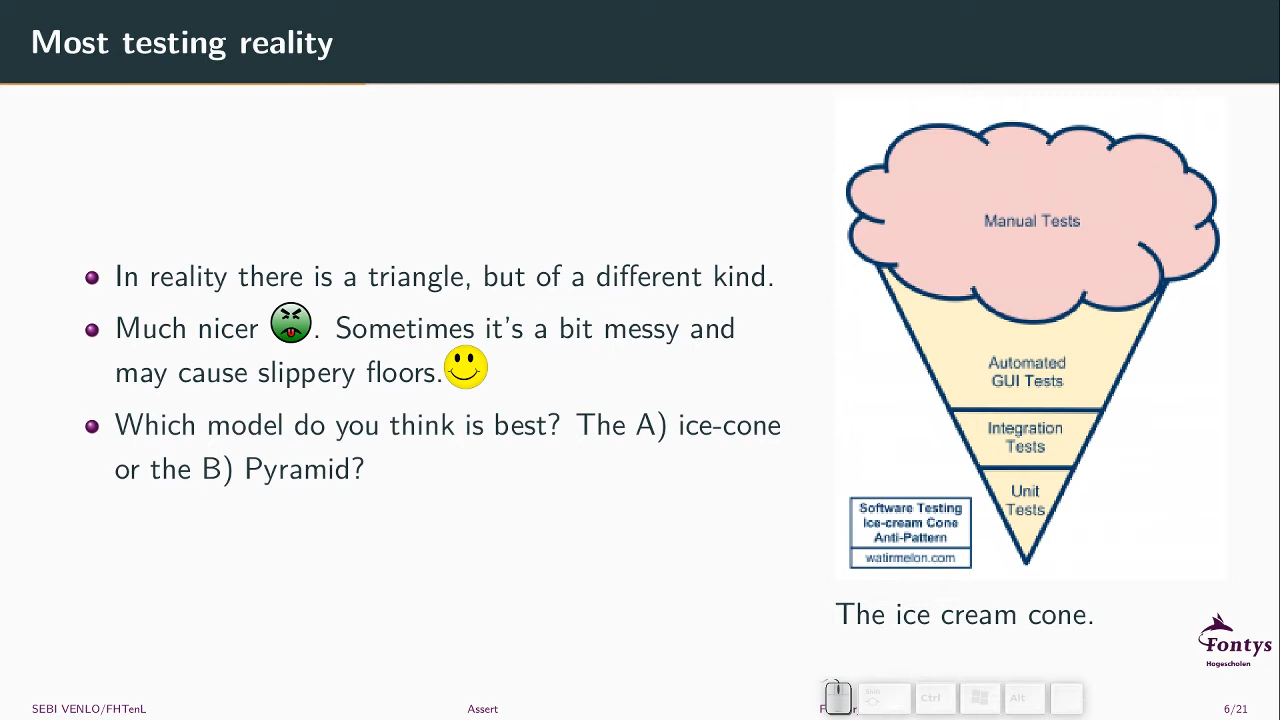 Most testing reality
In reality there is a triangle, but of a different kind.
Much nicer . Sometimes it's a bit messy and
may cause slippery floors.
Which model do you think is best? The A) ice-cone
or the B) Pyramid?
Manual Tests
Automated
GUI Tests
Integration
Tests
Unit
Tests
Software Testing
Ice-cream Cone
Anti-Pattern
watirmelon.com
The ice cream cone.
Fontys
Hogescholen
SEBI VENLO/FHTenL
Assert
Shift
Ctrl
Alt
6/21